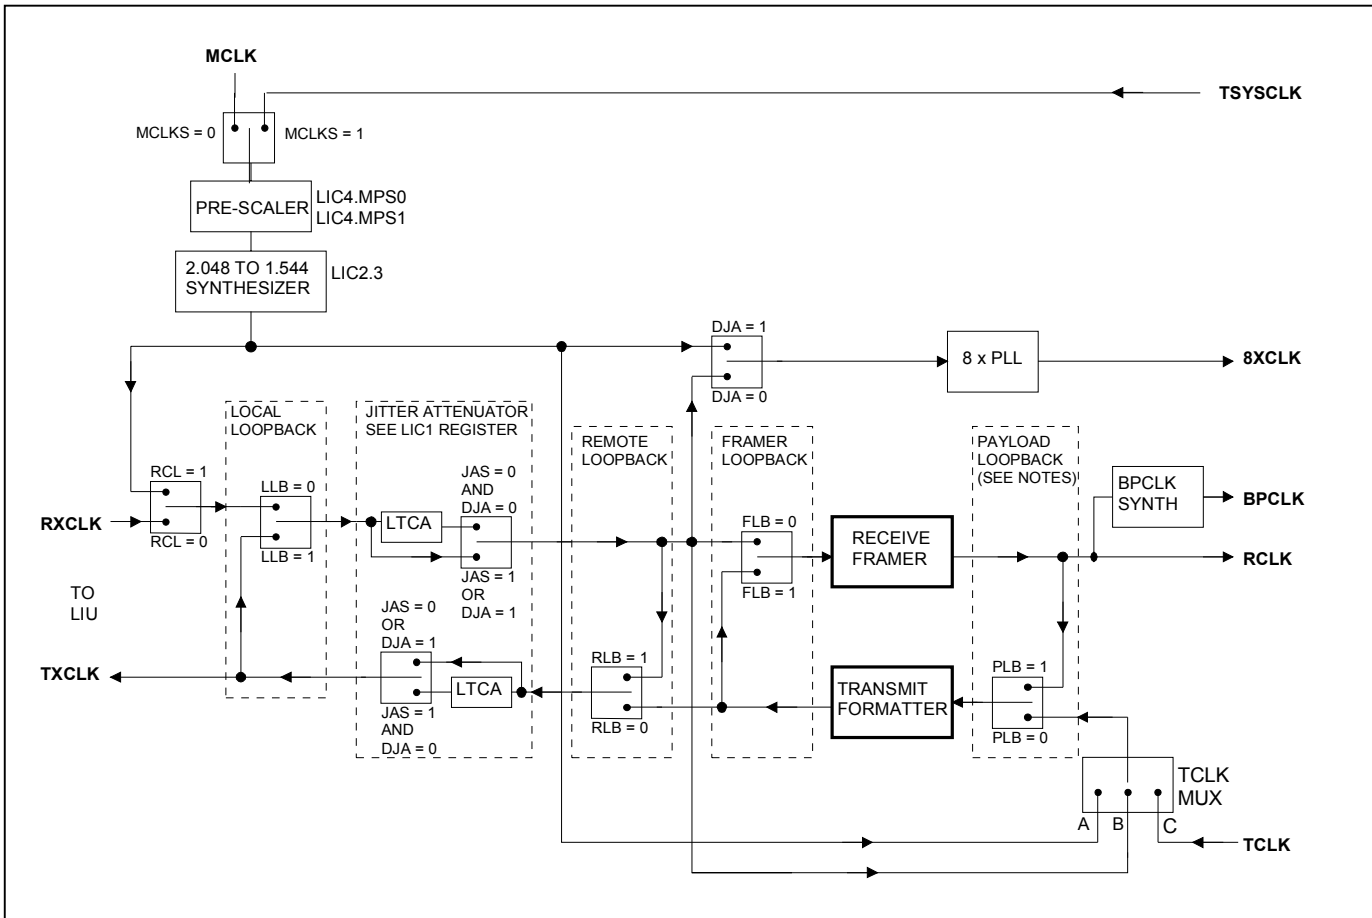 MCLK
TSYSCLK
MCLKS = 0
MCLKS = 1
PRE-SCALER
LIC4.MPS0
LIC4.MPS1
2.048 TO 1.544
SYNTHESIZER
LIC2.3
DJA = 1
DJA = 0
8 x PLL
8XCLK
LOCAL
LOOPBACK
JITTER ATTENUATOR
SEE LIC1 REGISTER
REMOTE
LOOPBACK
FRAMER
LOOPBACK
PAYLOAD
LOOPBACK
(SEE NOTES)
RCL = 1
RCL = 0
RXCLK
LLB = 0
LLB = 1
LTCA
JAS = 0
AND
DJA = 0
JAS = 1
OR
DJA = 1
FLB = 0
FLB = 1
RECEIVE
FRAMER
BPCLK
SYNTH
BPCLK
RCLK
TO
LIU
TXCLK
JAS = 0
OR
DJA = 1
LTCA
JAS = 1
AND
DJA = 0
RLB = 1
RLB = 0
TRANSMIT
FORMATTER
PLB = 1
PLB = 0
TCLK
MUX
A
B
C
TCLK